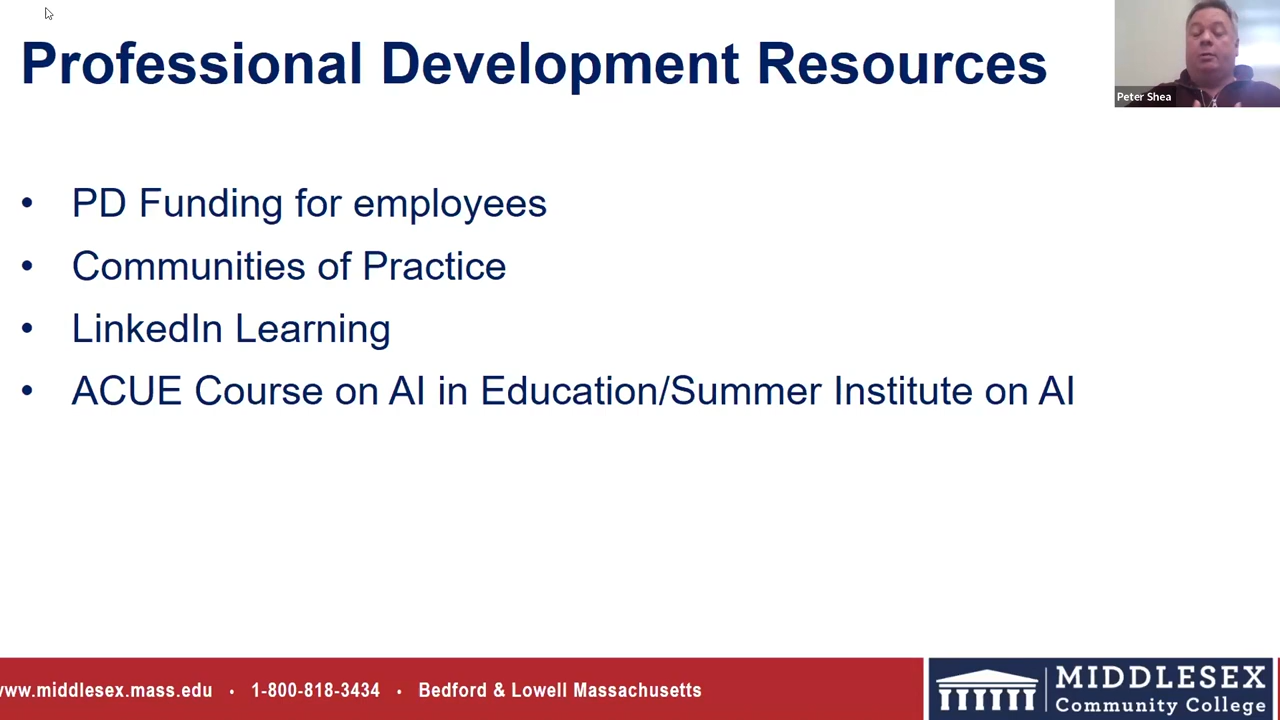 Professional Development Resources
Peter Shea
• PD Funding for employees
• Communities of Practice
• LinkedIn Learning
• ACUE Course on AI in Education/Summer Institute on AI
www.middlesex.mass.edu • 1-800-818-3434 • Bedford & Lowell Massachusetts
MIDDLESEX
Community College